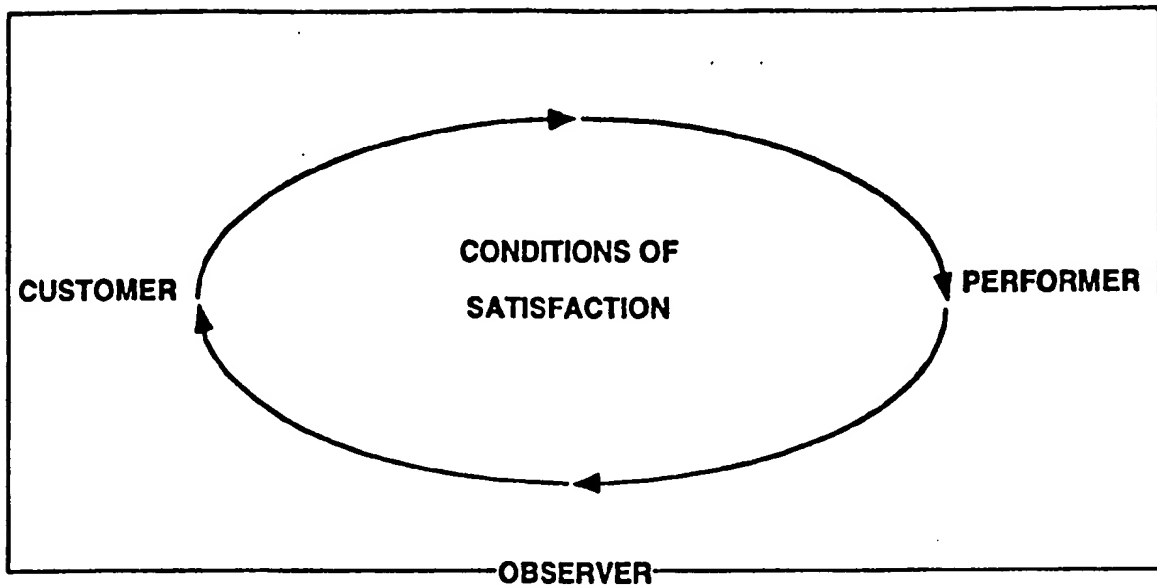 CONDITIONS OF
SATISFACTION
CUSTOMER
PERFORMER
OBSERVER